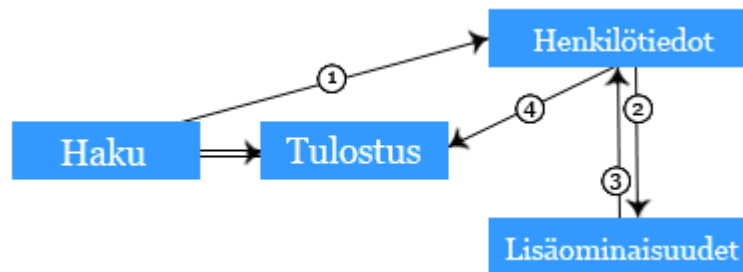 Henkilötiedot
1
4
2
Haku
Tulostus
3
Lisäominaisuudet